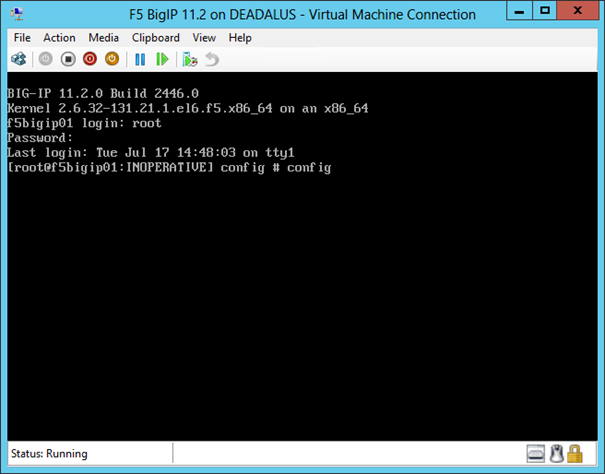 F5 BigIP 11.2 on DEADALUS - Virtual Machine Connection
File Action Media Clipboard View Help
BIG-IP 11.2.0 Build 2446.0
Kernel 2.6.32-131.21.1.el6.f5.x86_64 on an x86_64
f5bigip01 login: root
Password:
Last login: Tue Jul 17 14:48:03 on tty1
[root@f5bigip01:INOPERATIVE] config # config
Status: Running